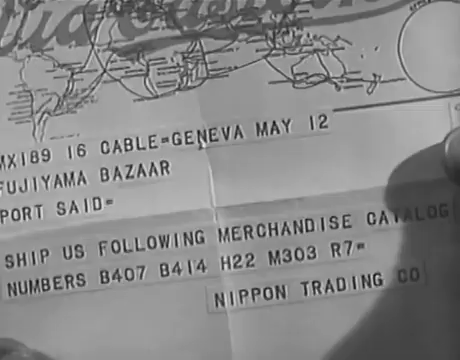 MX189 16 CABLE=GENEVA MAY 12
FUJIYAMA BAZAAR
PORT SAID=
SHIP US FOLLOWING MERCHANDISE CATALOG
NUMBERS B407 B414 H22 M303 R7=
NIPPON TRADING CO